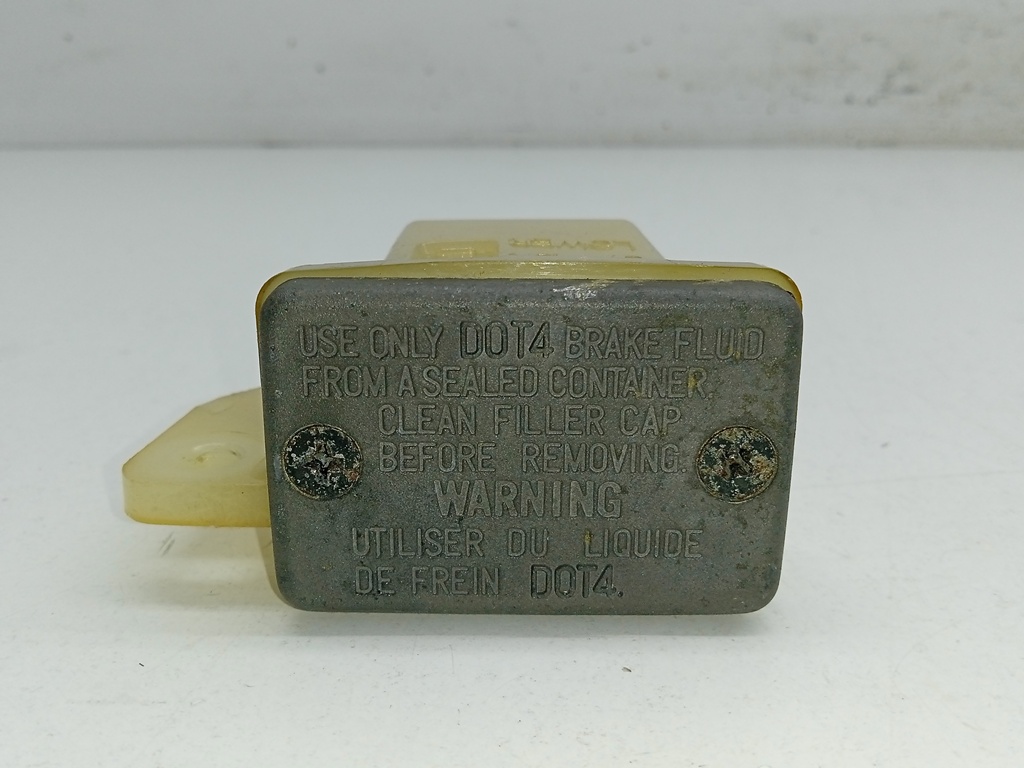 LOWER
USE ONLY DOT4 BRAKE FLUID
FROM A SEALED CONTAINER.
CLEAN FILLER CAP
BEFORE REMOVING.
WARNING
UTILISER DU LIQUIDE
DE FREIN DOT4.